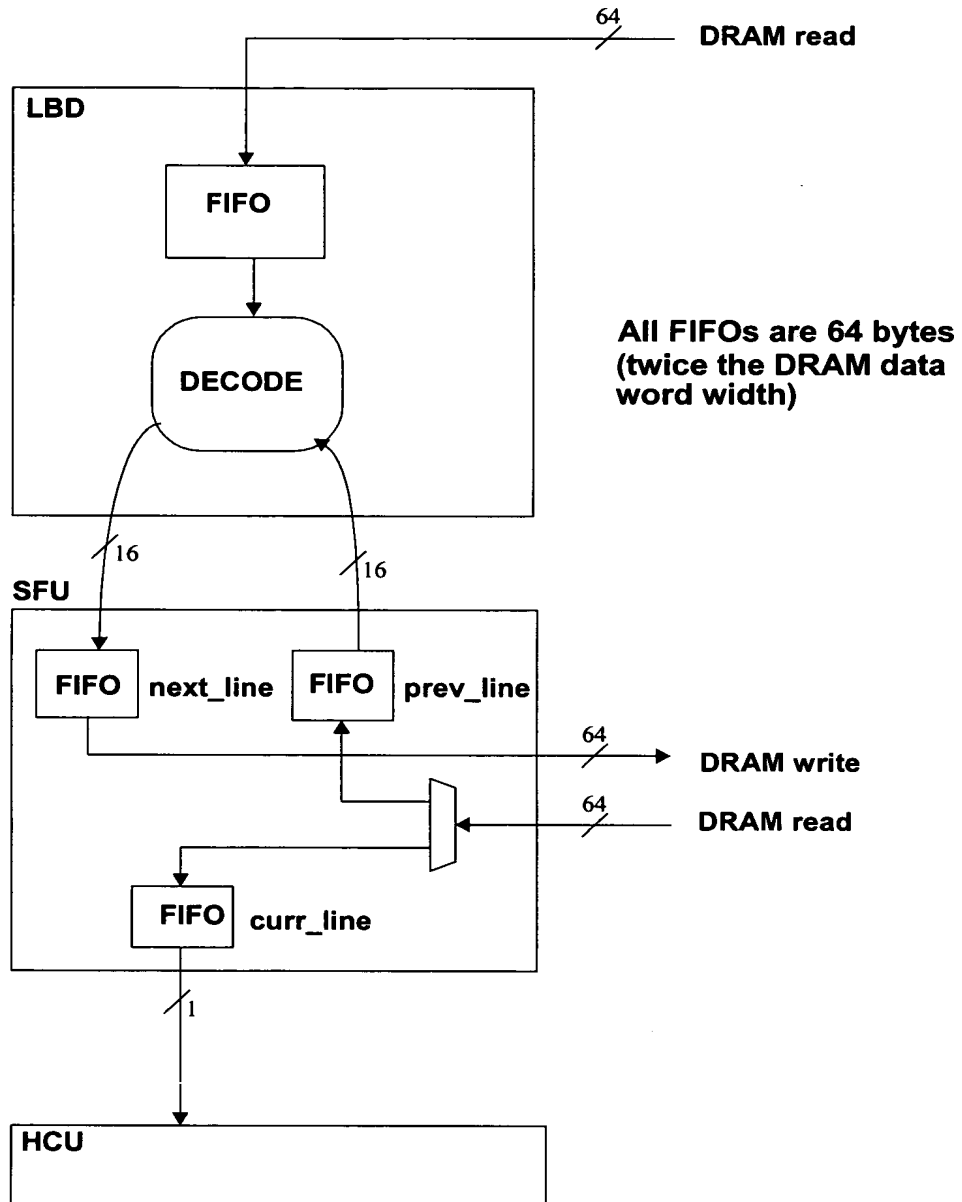 64
DRAM read
LBD
FIFO
DECODE
All FIFOs are 64 bytes
(twice the DRAM data
word width)
16
16
SFU
FIFO
next_line
FIFO
prev_line
64
DRAM write
64
DRAM read
FIFO
curr_line
1
HCU